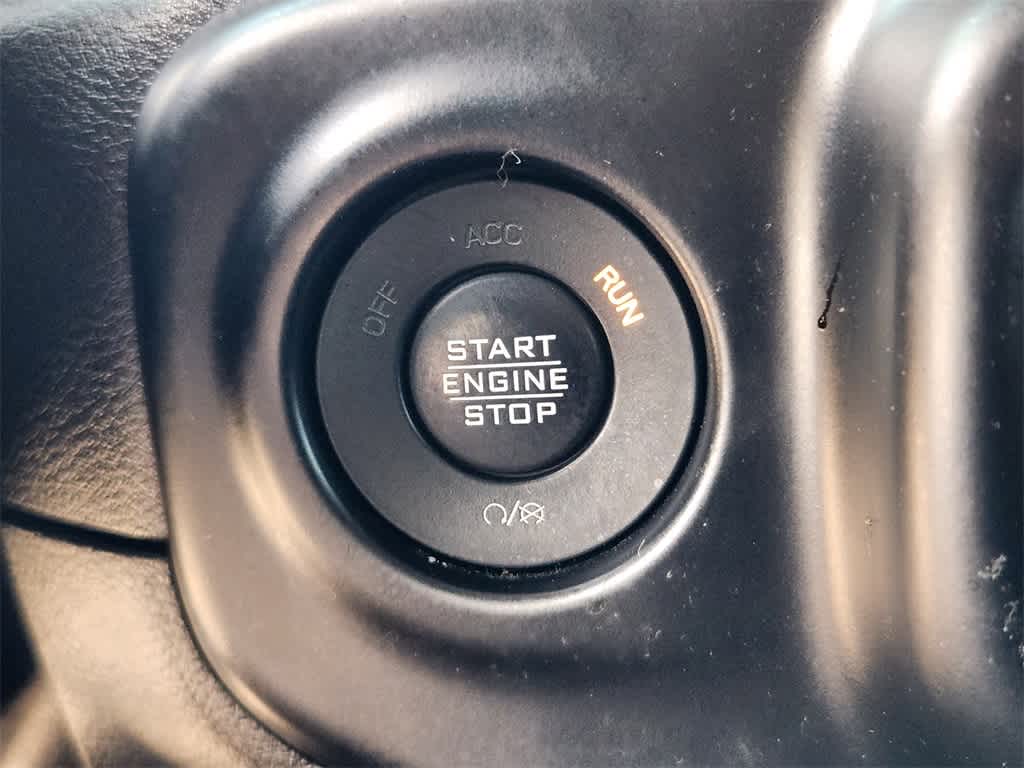 ACC
OFF
RUN
START
ENGINE
STOP